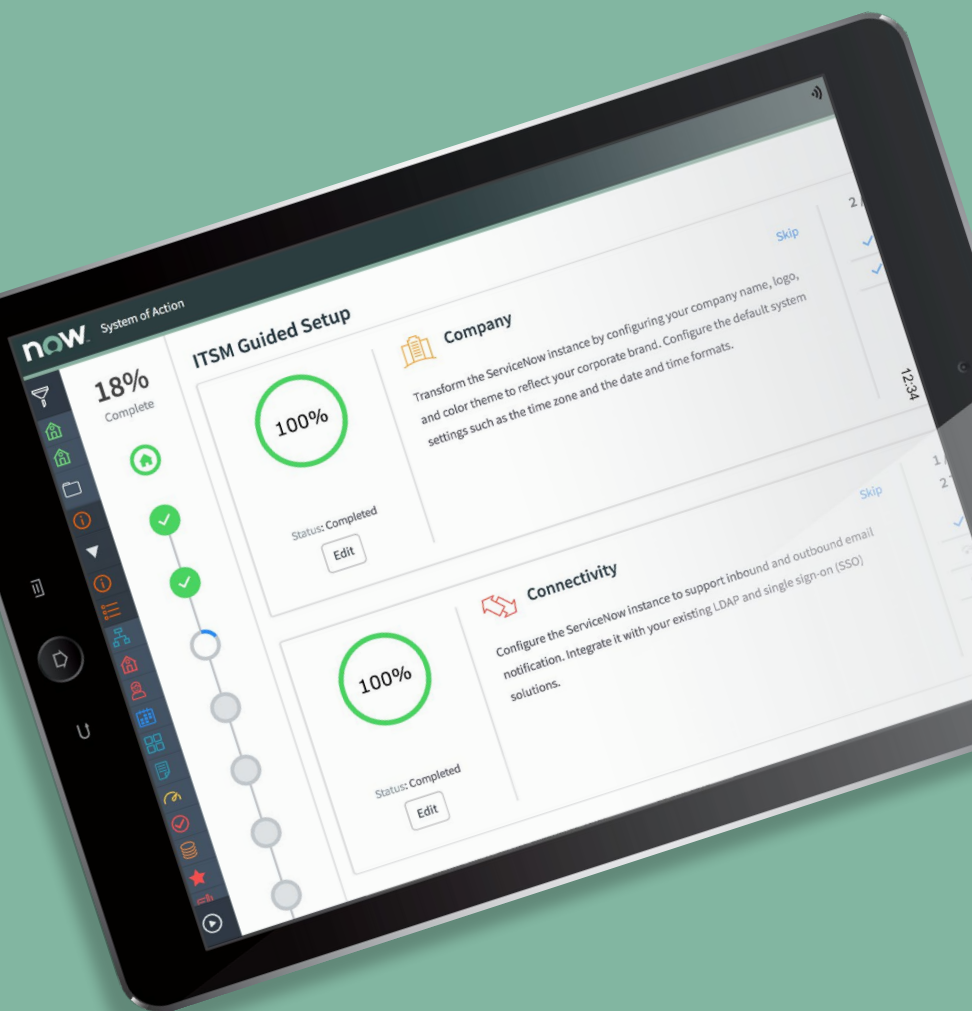 now. System of Action
18%
Complete
ITSM Guided Setup
100%
Status: Completed
Edit
Company
Skip
Transform the ServiceNow instance by configuring your company name, logo,
and color theme to reflect your corporate brand. Configure the default system
settings such as the time zone and the date and time formats.
2 /
12:34
100%
Status: Completed
Edit
Connectivity
Skip
Configure the ServiceNow instance to support inbound and outbound email
notification. Integrate it with your existing LDAP and single sign-on (SSO)
solutions.
1 /
2